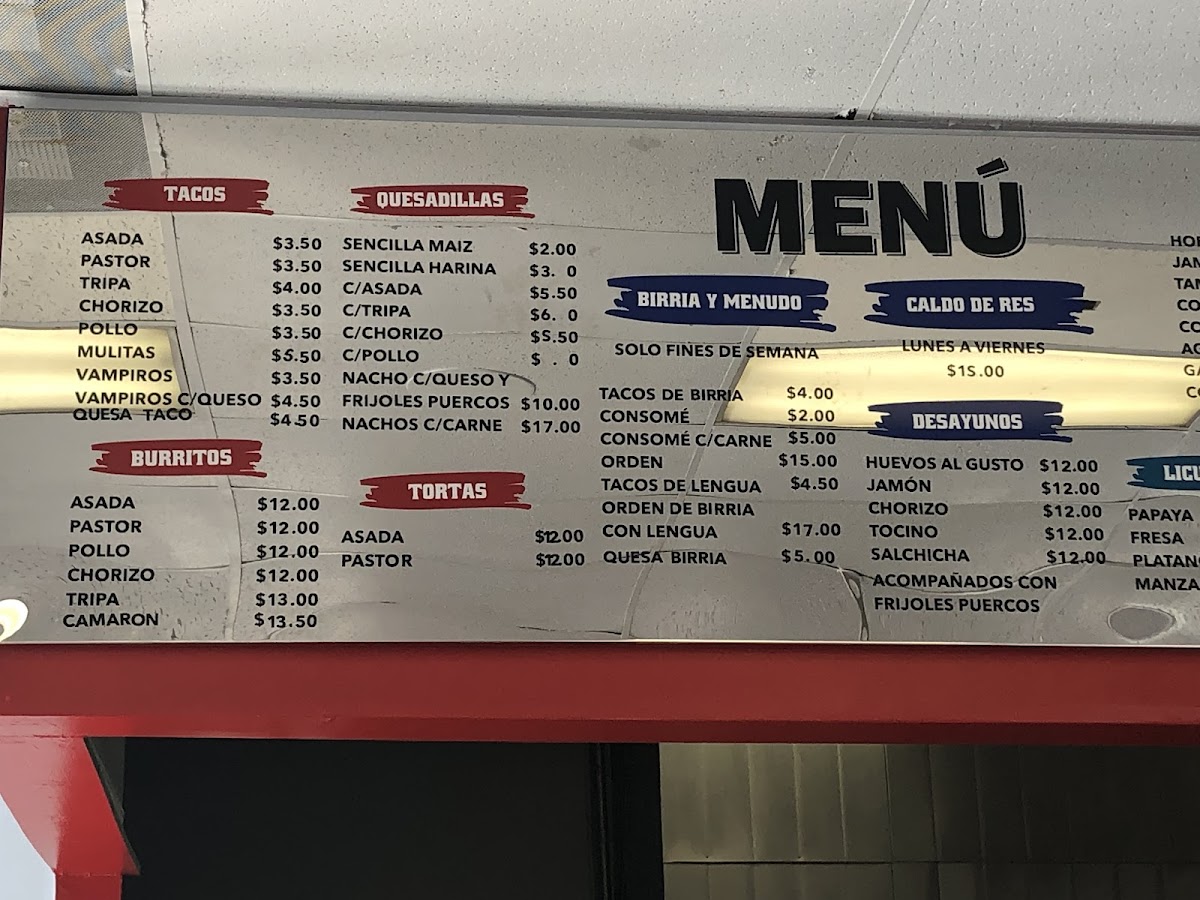 MENÚ
TACOS
ASADA $3.50
PASTOR $3.50
TRIPA $4.00
CHORIZO $3.50
POLLO $3.50
MULITAS $5.50
VAMPIROS $3.50
VAMPIROS C/QUESO $4.50
QUESA TACO $4.50
BURRITOS
ASADA $12.00
PASTOR $12.00
POLLO $12.00
CHORIZO $12.00
TRIPA $13.00
CAMARON $13.50
QUESADILLAS
SENCILLA MAIZ $2.00
SENCILLA HARINA $3. 0
C/ASADA $5.50
C/TRIPA $6. 0
C/CHORIZO $5.50
C/POLLO $ . 0
NACHO C/QUESO Y
FRIJOLES PUERCOS $10.00
NACHOS C/CARNE $17.00
TORTAS
ASADA $12.00
PASTOR $12.00
BIRRIA Y MENUDO
SOLO FINES DE SEMANA
TACOS DE BIRRIA $4.00
CONSOMÉ $2.00
CONSOMÉ C/CARNE $5.00
ORDEN $15.00
TACOS DE LENGUA $4.50
ORDEN DE BIRRIA
CON LENGUA $17.00
QUESA BIRRIA $5.00
CALDO DE RES
LUNES A VIERNES
$15.00
DESAYUNOS
HUEVOS AL GUSTO $12.00
JAMÓN $12.00
CHORIZO $12.00
TOCINO $12.00
SALCHICHA $12.00
ACOMPAÑADOS CON
FRIJOLES PUERCOS
PAPAYA
FRESA